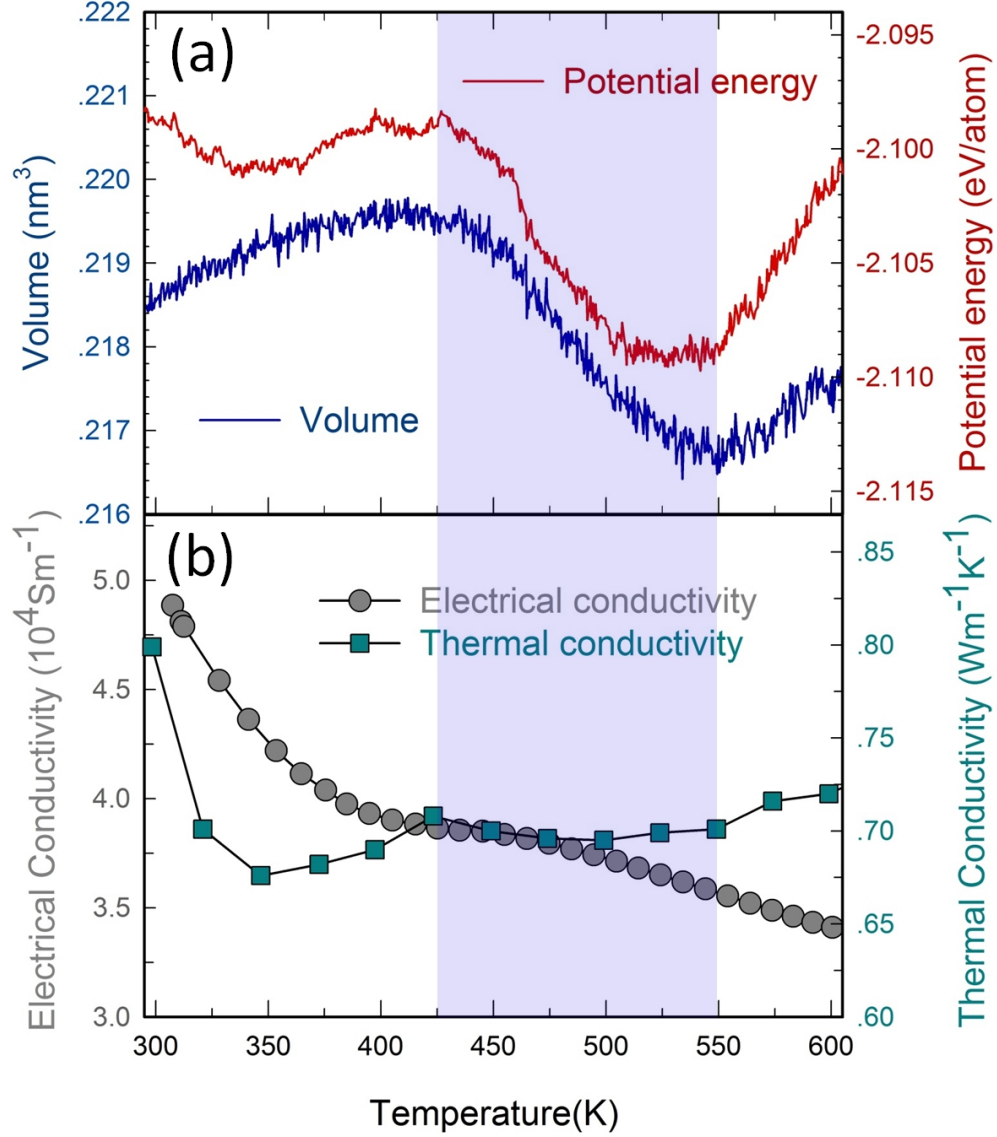 .222
.221
.220
.219
.218
.217
.216
Volume (nm³)
(a)
Potential energy
Volume
-2.095
-2.100
-2.105
-2.110
-2.115
Potential energy (eV/atom)
5.0
4.5
4.0
3.5
3.0
Electrical Conductivity (10⁴Sm⁻¹)
(b)
Electrical conductivity
Thermal conductivity
.85
.80
.75
.70
.65
.60
Thermal Conductivity (Wm⁻¹K⁻¹)
300 350 400 450 500 550 600
Temperature(K)